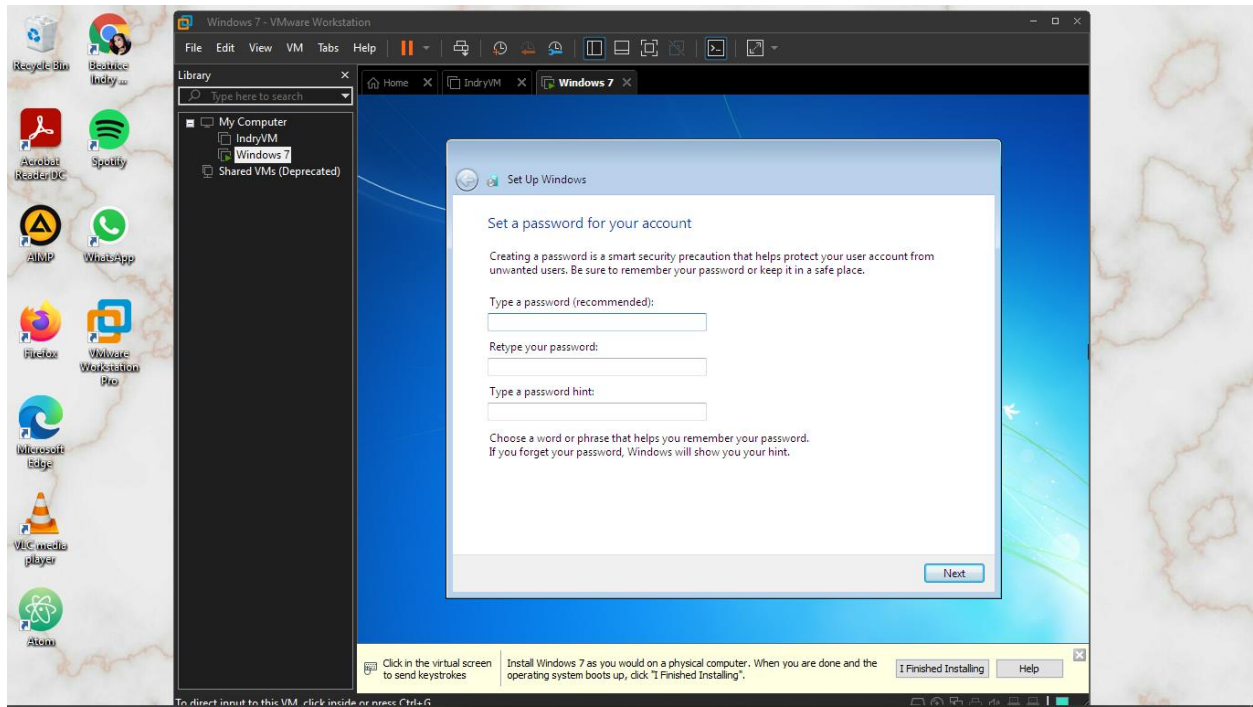 Windows 7 - VMware Workstation
File Edit View VM Tabs Help
Library
Type here to search
My Computer
IndryVM
Windows 7
Shared VMs (Deprecated)
Home IndryVM Windows 7
Recycle Bin
Beatrice
Indry ...
Acrobat
Reader DC
Spotify
AIMP
WhatsApp
Firefox
VMware
Workstation
Pro
Microsoft
Edge
VLC media
player
Atom
Set Up Windows
Set a password for your account
Creating a password is a smart security precaution that helps protect your user account from
unwanted users. Be sure to remember your password or keep it in a safe place.
Type a password (recommended):
Retype your password:
Type a password hint:
Choose a word or phrase that helps you remember your password.
If you forget your password, Windows will show you your hint.
Next
Click in the virtual screen
to send keystrokes
Install Windows 7 as you would on a physical computer. When you are done and the
operating system boots up, click "I Finished Installing".
I Finished Installing
Help
To direct input to this VM, click inside or press Ctrl+G.